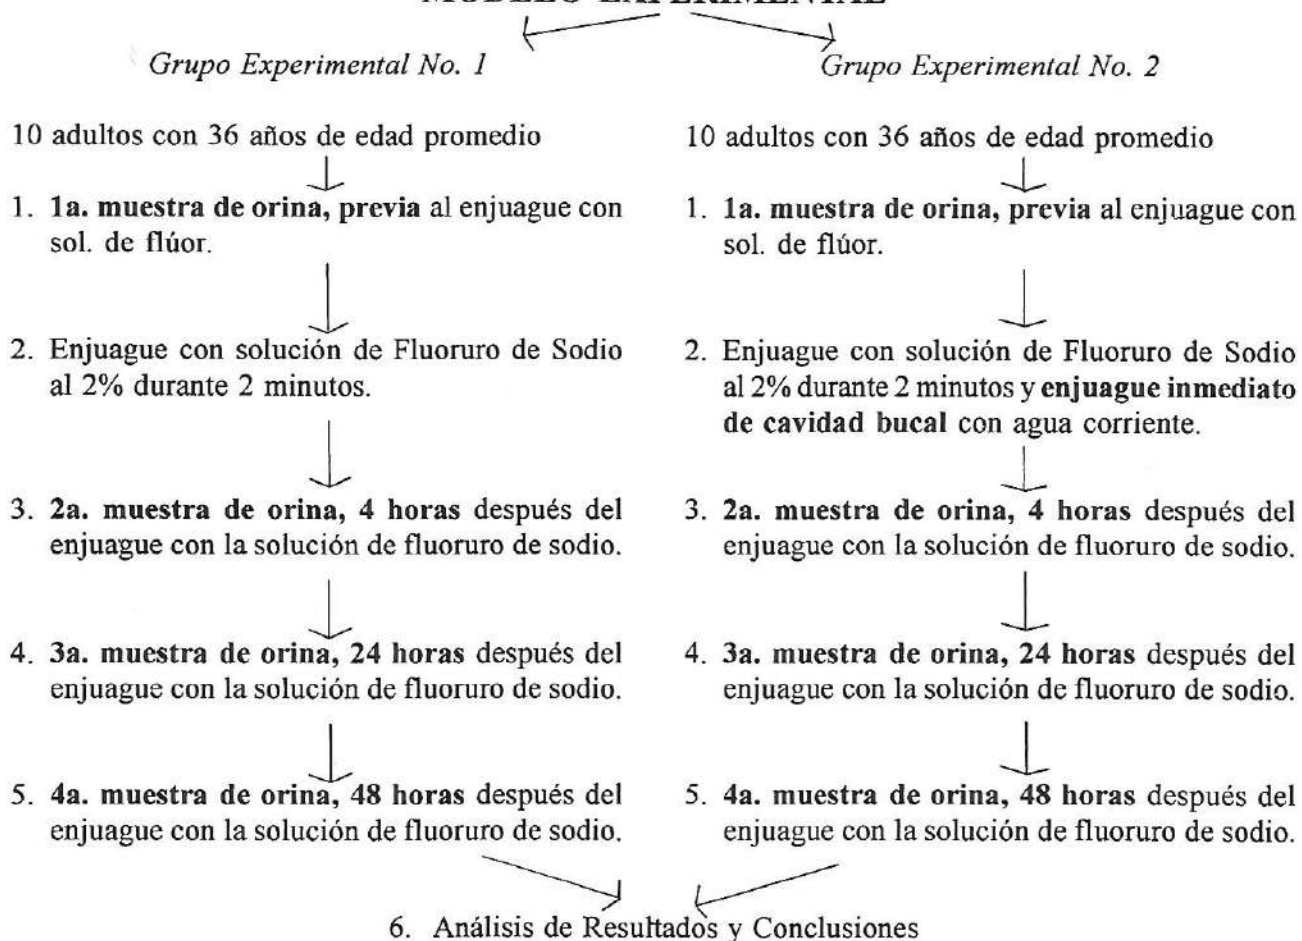 MODELO EXPERIMENTAL
Grupo Experimental No. 1
10 adultos con 36 años de edad promedio
1. 1a. muestra de orina, previa al enjuague con
sol. de flúor.
2. Enjuague con solución de Fluoruro de Sodio
al 2% durante 2 minutos.
3. 2a. muestra de orina, 4 horas después del
enjuague con la solución de fluoruro de sodio.
4. 3a. muestra de orina, 24 horas después del
enjuague con la solución de fluoruro de sodio.
5. 4a. muestra de orina, 48 horas después del
enjuague con la solución de fluoruro de sodio.
Grupo Experimental No. 2
10 adultos con 36 años de edad promedio
1. 1a. muestra de orina, previa al enjuague con
sol. de flúor.
2. Enjuague con solución de Fluoruro de Sodio
al 2% durante 2 minutos y enjuague inmediato
de cavidad bucal con agua corriente.
3. 2a. muestra de orina, 4 horas después del
enjuague con la solución de fluoruro de sodio.
4. 3a. muestra de orina, 24 horas después del
enjuague con la solución de fluoruro de sodio.
5. 4a. muestra de orina, 48 horas después del
enjuague con la solución de fluoruro de sodio.
6. Análisis de Resultados y Conclusiones